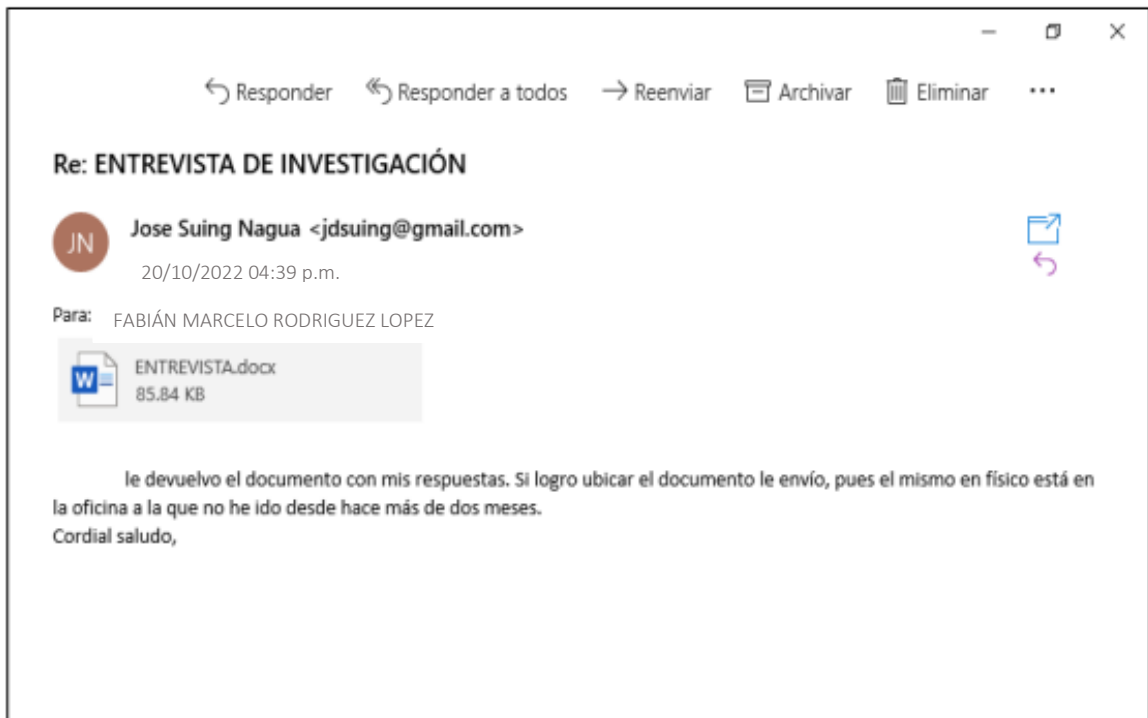 Responder Responder a todos Reenviar Archivar Eliminar ...
Re: ENTREVISTA DE INVESTIGACIÓN
JN
Jose Suing Nagua <jdsuing@gmail.com>
20/10/2022 04:39 p.m.
Para: FABIÁN MARCELO RODRIGUEZ LOPEZ
W
ENTREVISTA.docx
85.84 KB
le devuelvo el documento con mis respuestas. Si logro ubicar el documento le envío, pues el mismo en físico está en
la oficina a la que no he ido desde hace más de dos meses.
Cordial saludo,